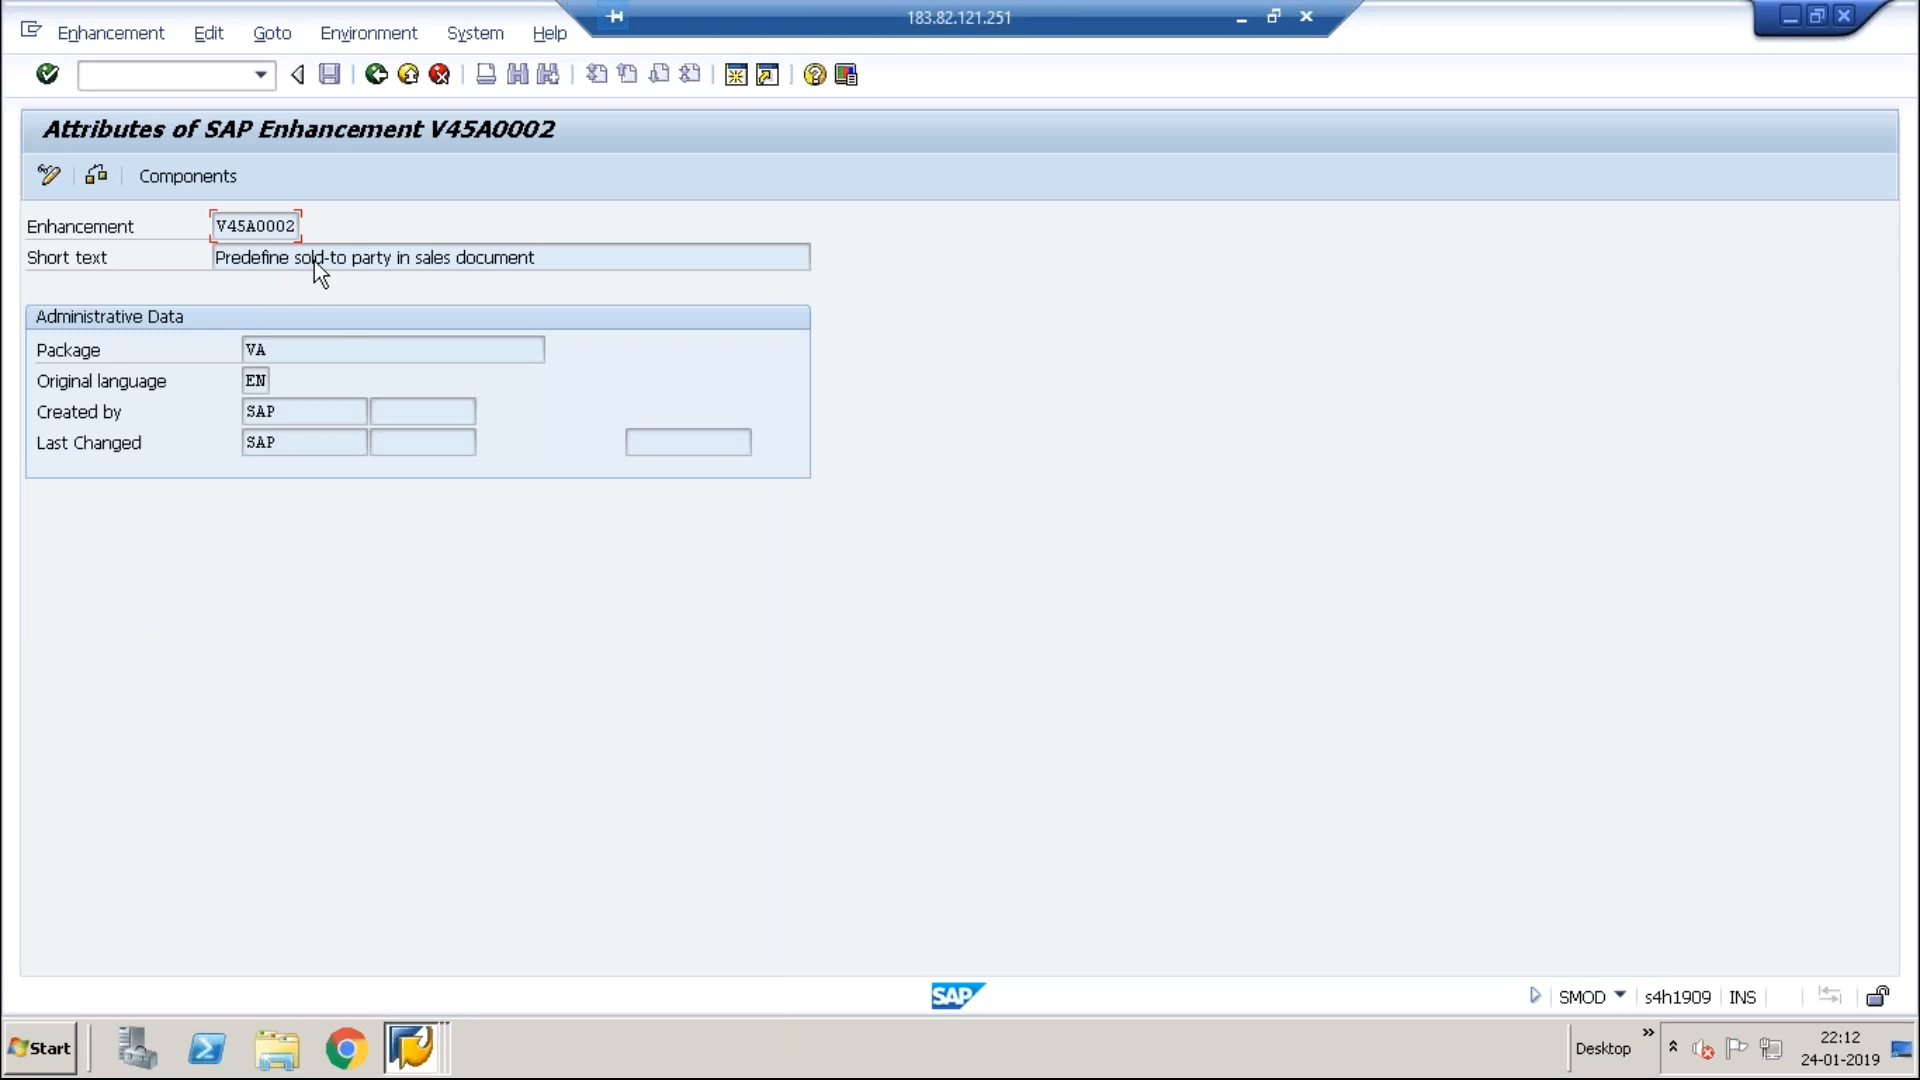 183.82.121.251
Enhancement Edit Goto Environment System Help
Attributes of SAP Enhancement V45A0002
Components
Enhancement V45A0002
Short text Predefine sold-to party in sales document
Administrative Data
Package VA
Original language EN
Created by SAP
Last Changed SAP
SAP
SMOD s4h1909 INS
Start
Desktop
22:12
24-01-2019